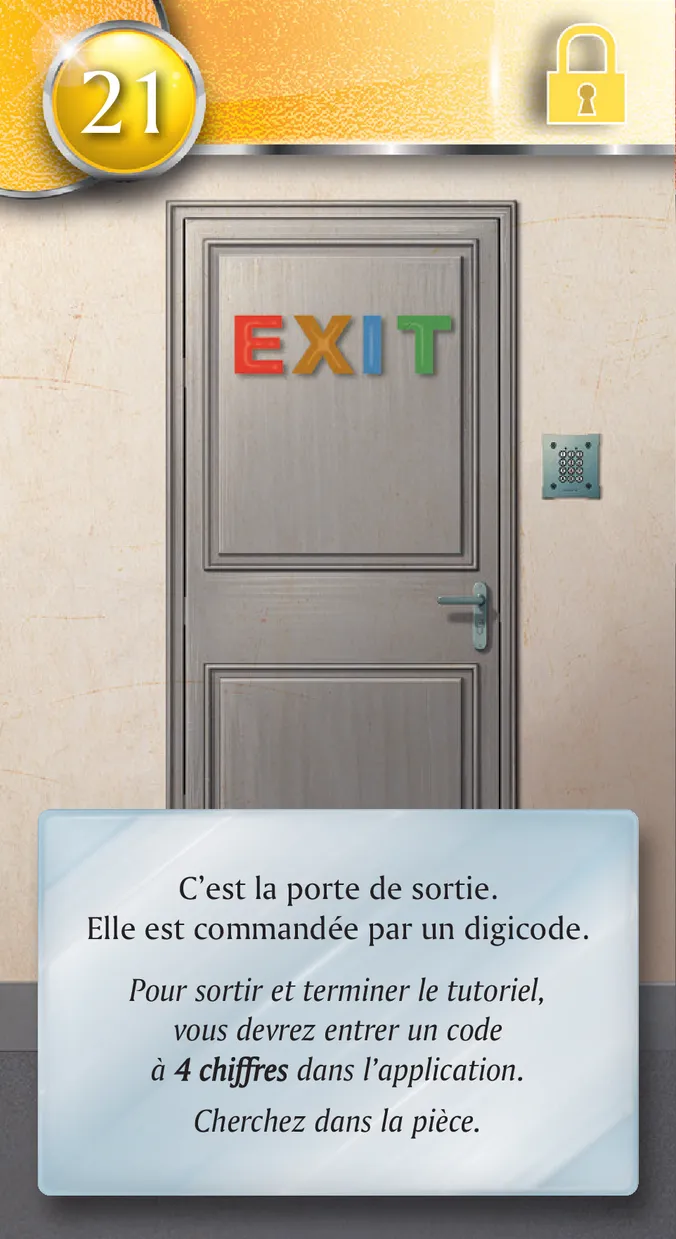 21
EXIT
C'est la porte de sortie.
Elle est commandée par un digicode.
Pour sortir et terminer le tutoriel,
vous devrez entrer un code
à 4 chiffres dans l'application.
Cherchez dans la pièce.